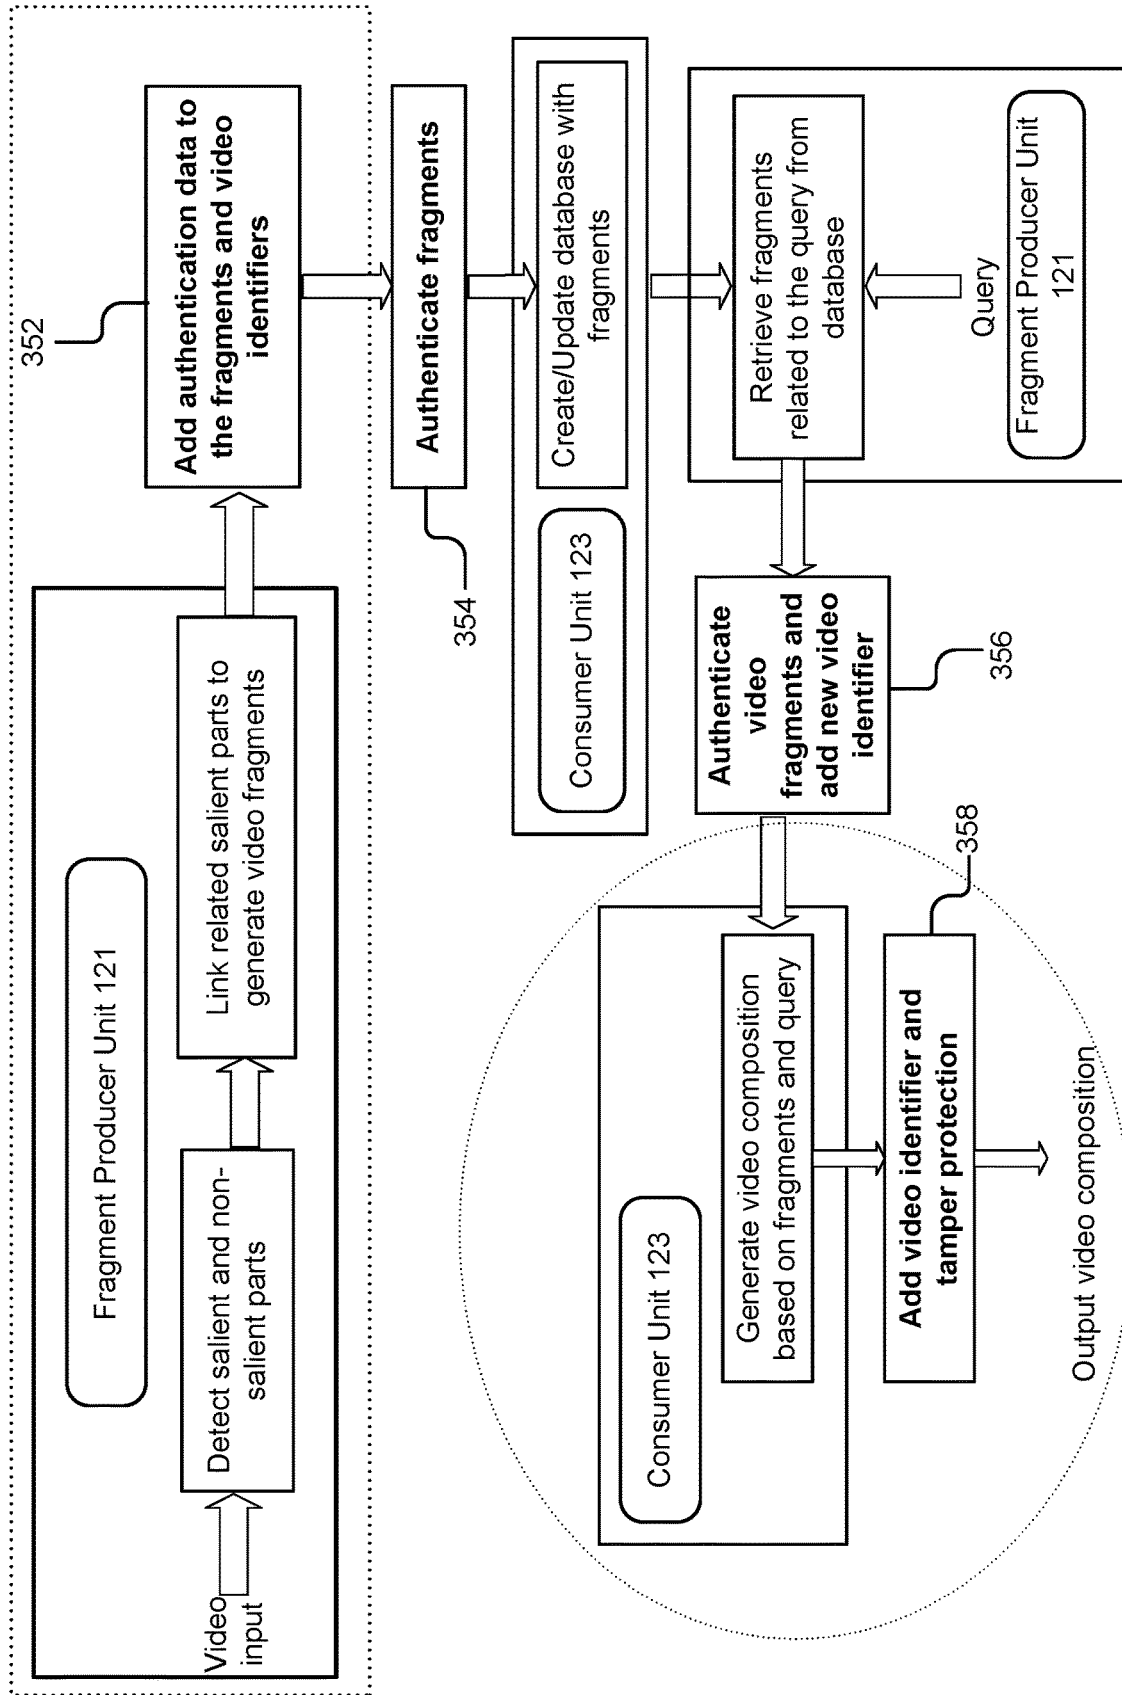 Fragment Producer Unit 121
Video
input
Detect salient and non-
salient parts
Link related salient parts to
generate video fragments
352
Add authentication data to
the fragments and video
identifiers
Authenticate fragments
354
Consumer Unit 123
Create/Update database with
fragments
Retrieve fragments
related to the query from
database
Query
Fragment Producer Unit
121
Authenticate
video
fragments and
add new video
identifier
356
Consumer Unit 123
Generate video composition
based on fragments and query
358
Add video identifier and
tamper protection
Output video composition